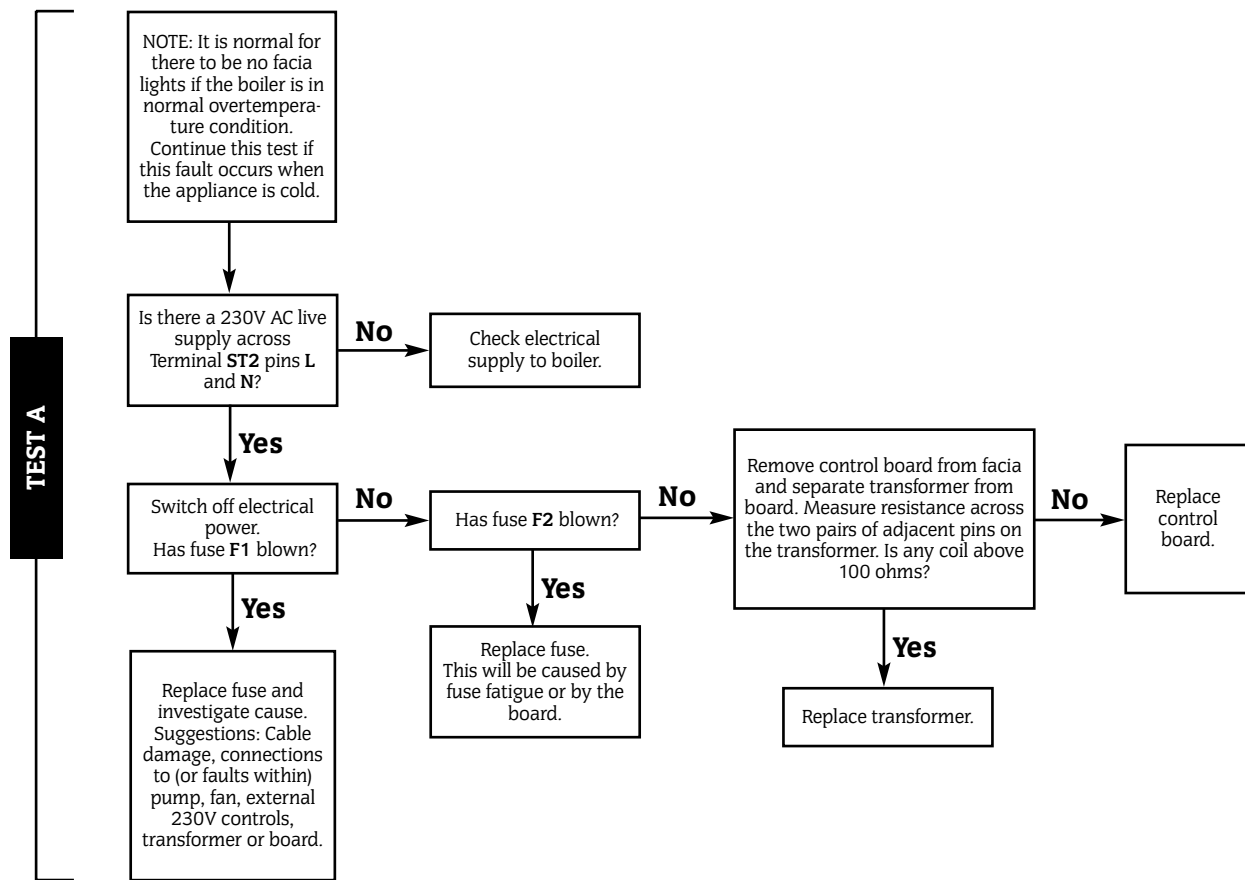 TEST A
NOTE: It is normal for
there to be no facia
lights if the boiler is in
normal overtempera-
ture condition.
Continue this test if
this fault occurs when
the appliance is cold.
Is there a 230V AC live
supply across
Terminal ST2 pins L
and N?
No
Check electrical
supply to boiler.
Yes
Switch off electrical
power.
Has fuse F1 blown?
No
Has fuse F2 blown?
No
Remove control board from facia
and separate transformer from
board. Measure resistance across
the two pairs of adjacent pins on
the transformer. Is any coil above
100 ohms?
No
Replace
control
board.
Yes
Replace fuse and
investigate cause.
Suggestions: Cable
damage, connections
to (or faults within)
pump, fan, external
230V controls,
transformer or board.
Yes
Replace fuse.
This will be caused by
fuse fatigue or by the
board.
Yes
Replace transformer.